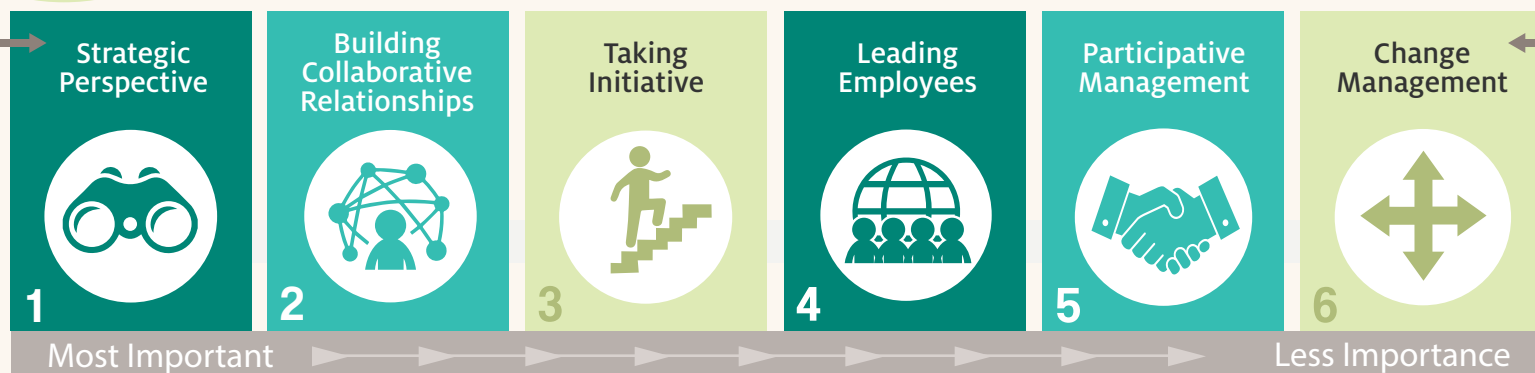 Strategic
Perspective
1
Building
Collaborative
Relationships
2
Taking
Initiative
3
Leading
Employees
4
Participative
Management
5
Change
Management
6
Most Important
Less Importance